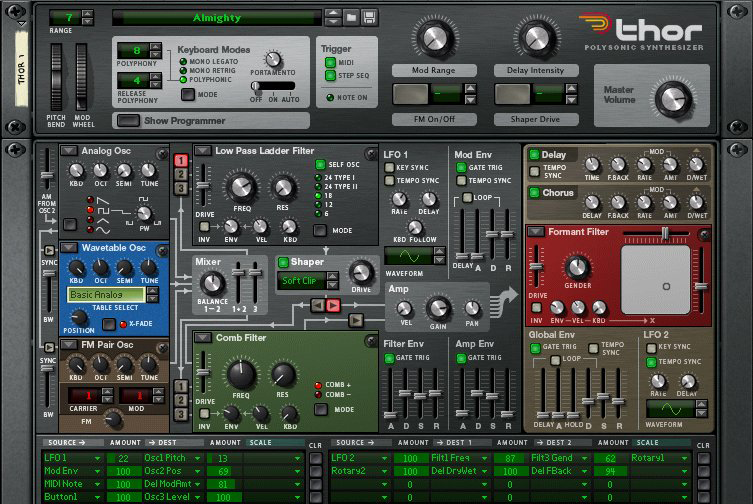 7
RANGE
Almighty
thor
POLYSONIC SYNTHESIZER
THOR 1
8
POLYPHONY
4
RELEASE
POLYPHONY
Keyboard Modes
MONO LEGATO
MONO RETRIG
POLYPHONIC
MODE
PORTAMENTO
OFF ON AUTO
Trigger
MIDI
STEP SEQ
NOTE ON
Mod Range
Delay Intensity
FM On/Off
Shaper Drive
Master
Volume
PITCH
BEND
MOD
WHEEL
Show Programmer
AM
FROM
OSC 2
Analog Osc
KBD OCT SEMI TUNE
PW
SYNC
BW
Wavetable Osc
KBD OCT SEMI TUNE
Basic Analog
TABLE SELECT
POSITION
X-FADE
SYNC
BW
FM Pair Osc
KBD OCT SEMI TUNE
1 1
CARRIER MOD
FM
1
2
3
Low Pass Ladder Filter
DRIVE
FREQ
RES
SELF OSC
24 TYPE I
24 TYPE II
18
12
6
INV ENV VEL KBD
MODE
Mixer
BALANCE
1-2
1+2 3
Shaper
Soft Clip
DRIVE
1
2
3
Comb Filter
DRIVE
FREQ
RES
COMB +
COMB −
INV ENV VEL KBD
MODE
LFO 1
KEY SYNC
TEMPO SYNC
RATE DELAY
KBD FOLLOW
WAVEFORM
Mod Env
GATE TRIG
LOOP
DELAY A D R
Amp
VEL GAIN PAN
Filter Env
GATE TRIG
A D S R
Amp Env
GATE TRIG
A D S R
Delay
TEMPO
SYNC
MOD
TIME F.BACK RATE AMT D/WET
Chorus
MOD
DELAY F.BACK RATE AMT D/WET
Formant Filter
DRIVE
GENDER
INV ENV VEL KBD
X
Global Env
GATE TRIG
TEMPO
SYNC
LOOP
DELAY A HOLD D S R
LFO 2
KEY SYNC
TEMPO SYNC
RATE DELAY
WAVEFORM
SOURCE AMOUNT DEST AMOUNT SCALE CLR
LFO 1 22 Osc1 Pitch 13
Mod Env 100 Osc2 Pos 69
MIDI Note 100 Del ModAmt 81
Button1 100 Osc3 Level 100
SOURCE AMOUNT DEST 1 AMOUNT DEST 2 AMOUNT SCALE CLR
LFO 2 100 Filt1 Freq 87 Filt3 Gend 62 Rotary1
Rotary2 100 Del DryWet 100 Del FBack 94
0 0 0
0 0 0